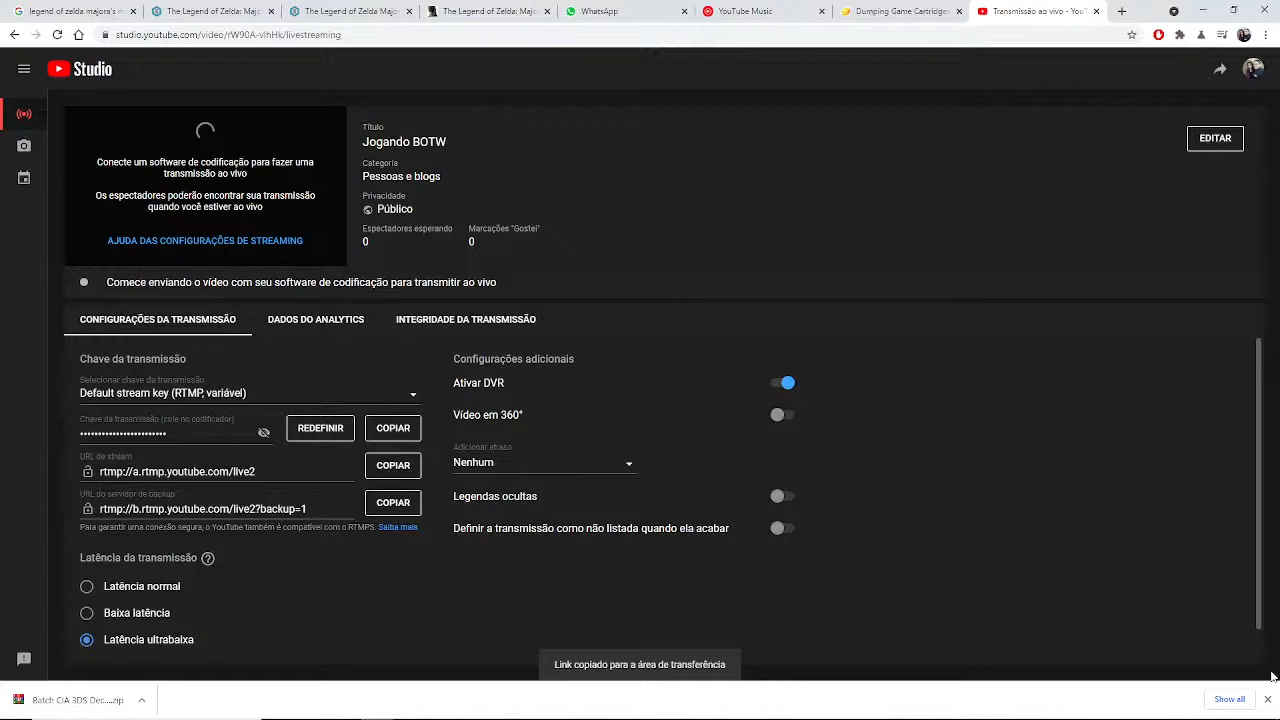 legend of zelda majora's m
The Legend of Zelda: Majo
The Legend of Zelda Majo
The Legend of Zelda: Majo
WhatsApp
YouTube Music
Dumping Game Cartridges
Transmissão ao vivo - YouT
studio.youtube.com/video/rW90A-vlhHk/livestreaming
Studio
Conecte um software de codificação para fazer uma
transmissão ao vivo
Os espectadores poderão encontrar sua transmissão
quando você estiver ao vivo
AJUDA DAS CONFIGURAÇÕES DE STREAMING
Título
Jogando BOTW
Categoria
Pessoas e blogs
Privacidade
Público
Espectadores esperando
0
Marcações "Gostei"
0
EDITAR
Comece enviando o vídeo com seu software de codificação para transmitir ao vivo
CONFIGURAÇÕES DA TRANSMISSÃO
DADOS DO ANALYTICS
INTEGRIDADE DA TRANSMISSÃO
Chave da transmissão
Selecionar chave de transmissão
Default stream key (RTMP, variável)
Chave da transmissão (cole no codificador)
REDEFINIR
COPIAR
URL de stream
rtmp://a.rtmp.youtube.com/live2
COPIAR
URL do servidor de backup
rtmp://b.rtmp.youtube.com/live2?backup=1
COPIAR
Para garantir uma conexão segura, o YouTube também é compatível com o RTMPS. Saiba mais
Latência da transmissão
Latência normal
Baixa latência
Latência ultrabaixa
Configurações adicionais
Ativar DVR
Vídeo em 360°
Adicionar atraso
Nenhum
Legendas ocultas
Definir a transmissão como não listada quando ela acabar
Link copiado para a área de transferência
Batch CIA 3DS Dec....zip
Show all